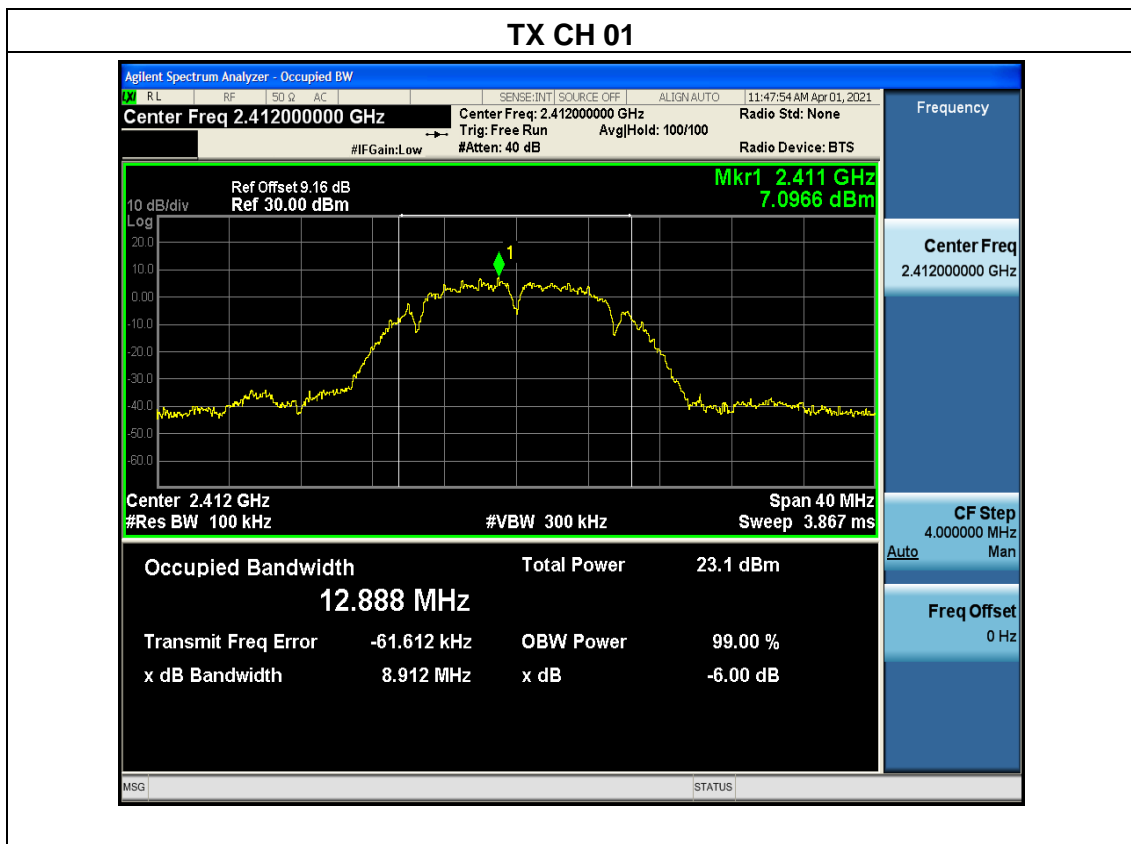 TX CH 01
Agilent Spectrum Analyzer - Occupied BW
LXI RL RF 50 Ω AC SENSE:INT SOURCE OFF ALIGN AUTO 11:47:54 AM Apr 01, 2021
Center Freq 2.412000000 GHz Center Freq: 2.412000000 GHz Radio Std: None
Trig: Free Run Avg|Hold: 100/100
#IFGain:Low #Atten: 40 dB Radio Device: BTS
Frequency
Mkr1 2.411 GHz
7.0966 dBm
Ref Offset 9.16 dB
10 dB/div Ref 30.00 dBm
Log
20.0
10.0
0.00
-10.0
-20.0
-30.0
-40.0
-50.0
-60.0
1
Center 2.412 GHz Span 40 MHz
#Res BW 100 kHz #VBW 300 kHz Sweep 3.867 ms
Center Freq
2.412000000 GHz
CF Step
4.000000 MHz
Auto Man
Freq Offset
0 Hz
Occupied Bandwidth Total Power 23.1 dBm
12.888 MHz
Transmit Freq Error -61.612 kHz OBW Power 99.00 %
x dB Bandwidth 8.912 MHz x dB -6.00 dB
MSG STATUS